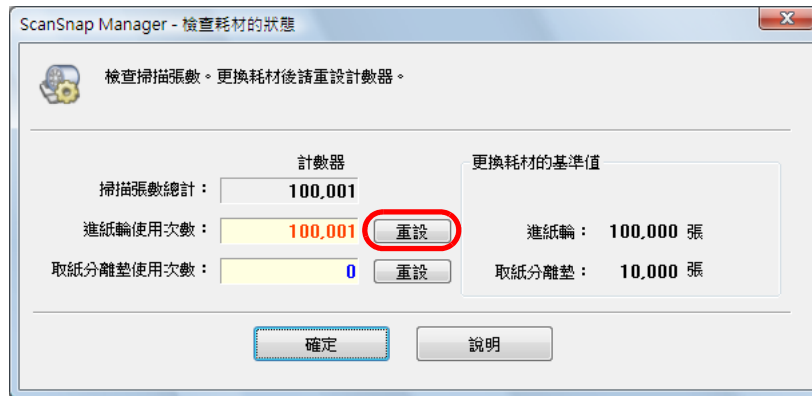 ScanSnap Manager - 檢查耗材的狀態
檢查掃描張數。更換耗材後請重設計數器。
計數器
掃描張數總計： 100,001
進紙輪使用次數： 100,001 重設
取紙分離墊使用次數： 0 重設
更換耗材的基準值
進紙輪： 100,000 張
取紙分離墊： 10,000 張
確定 說明